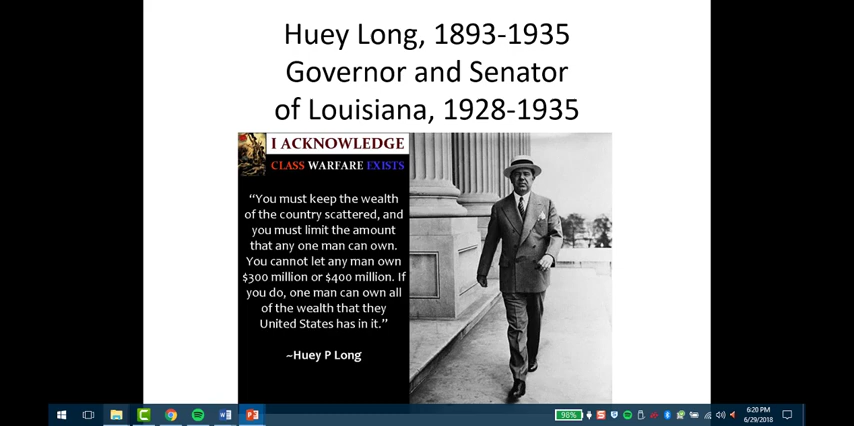 Huey Long, 1893-1935
Governor and Senator
of Louisiana, 1928-1935
I ACKNOWLEDGE
CLASS WARFARE EXISTS
“You must keep the wealth
of the country scattered, and
you must limit the amount
that any one man can own.
You cannot let any man own
$300 million or $400 million. If
you do, one man can own all
of the wealth that they
United States has in it.”
~Huey P Long
98%
6:20 PM
6/29/2018